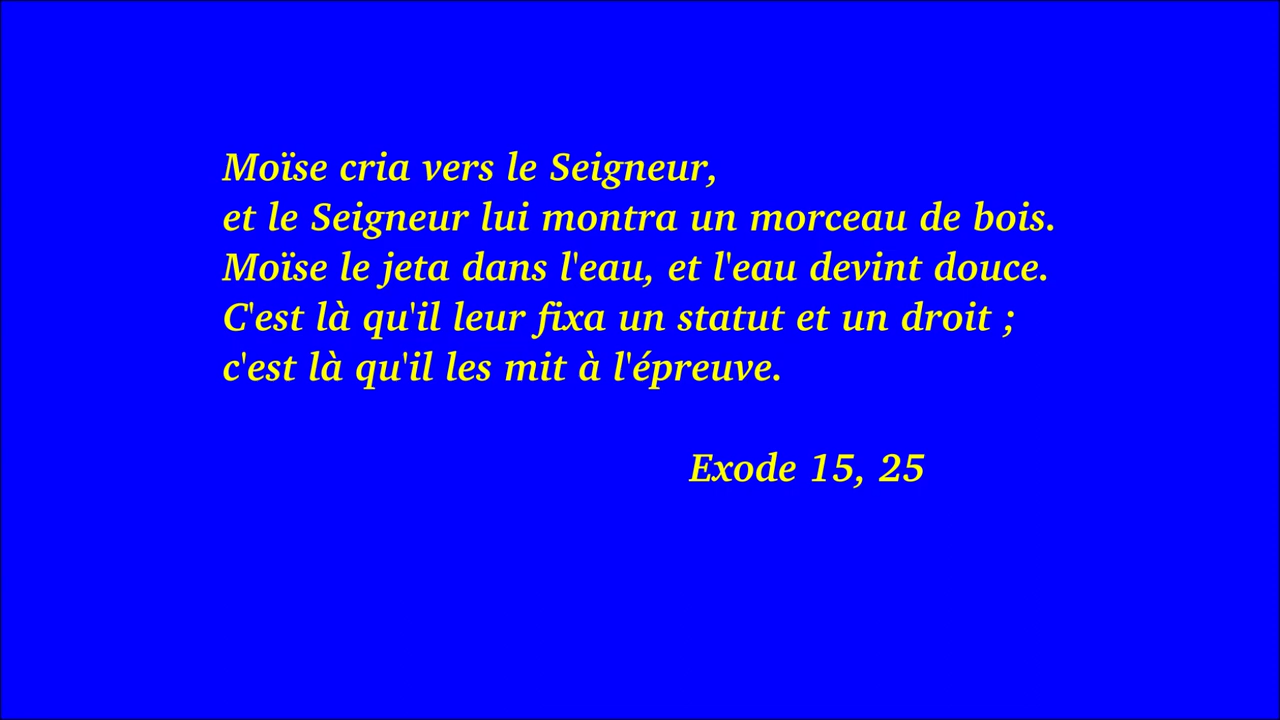 Moïse cria vers le Seigneur,
et le Seigneur lui montra un morceau de bois.
Moïse le jeta dans l'eau, et l'eau devint douce.
C'est là qu'il leur fixa un statut et un droit ;
c'est là qu'il les mit à l'épreuve.
Exode 15, 25